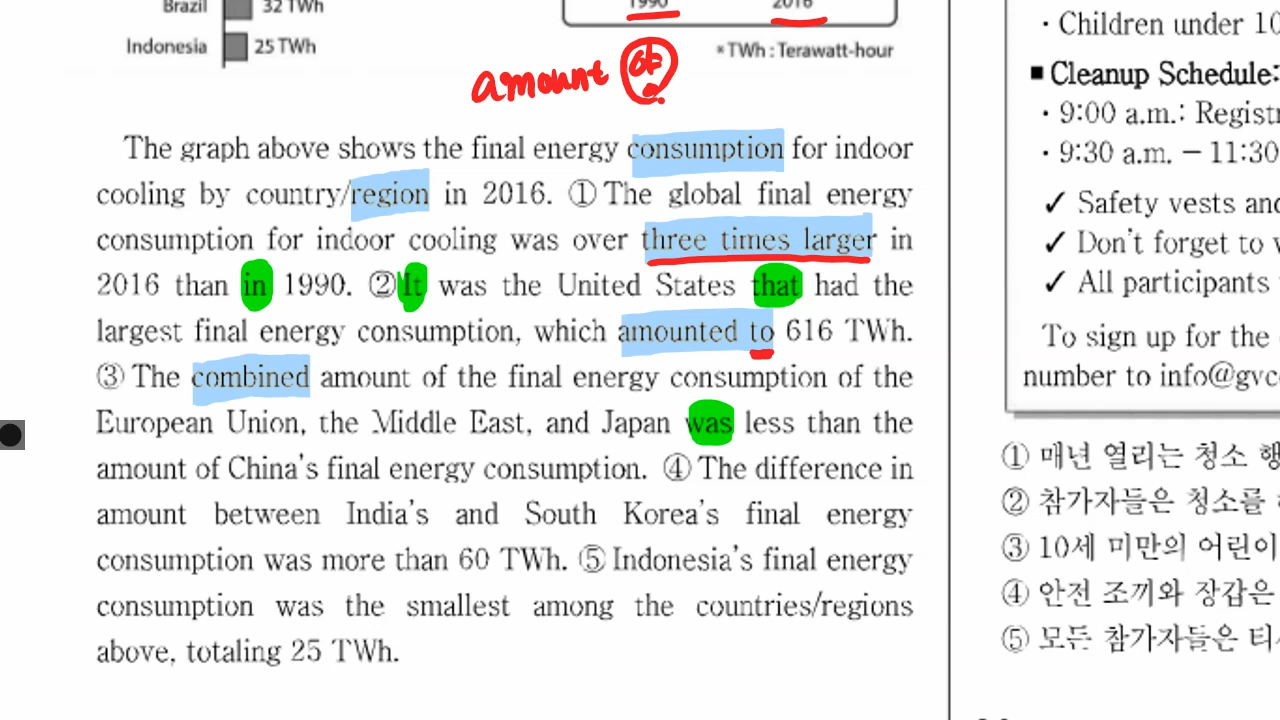 Brazil 32 TWh
Indonesia 25 TWh
1990 2016
* TWh : Terawatt-hour
amount of
The graph above shows the final energy consumption for indoor
cooling by country/region in 2016. ① The global final energy
consumption for indoor cooling was over three times larger in
2016 than in 1990. ② It was the United States that had the
largest final energy consumption, which amounted to 616 TWh.
③ The combined amount of the final energy consumption of the
European Union, the Middle East, and Japan was less than the
amount of China's final energy consumption. ④ The difference in
amount between India's and South Korea's final energy
consumption was more than 60 TWh. ⑤ Indonesia's final energy
consumption was the smallest among the countries/regions
above, totaling 25 TWh.
· Children under 10
■ Cleanup Schedule:
· 9:00 a.m.: Registr
· 9:30 a.m. − 11:30
✓ Safety vests and
✓ Don't forget to
✓ All participants
To sign up for the
number to info@gvc
① 매년 열리는 청소 행
② 참가자들은 청소를
③ 10세 미만의 어린이
④ 안전 조끼와 장갑은
⑤ 모든 참가자들은 티